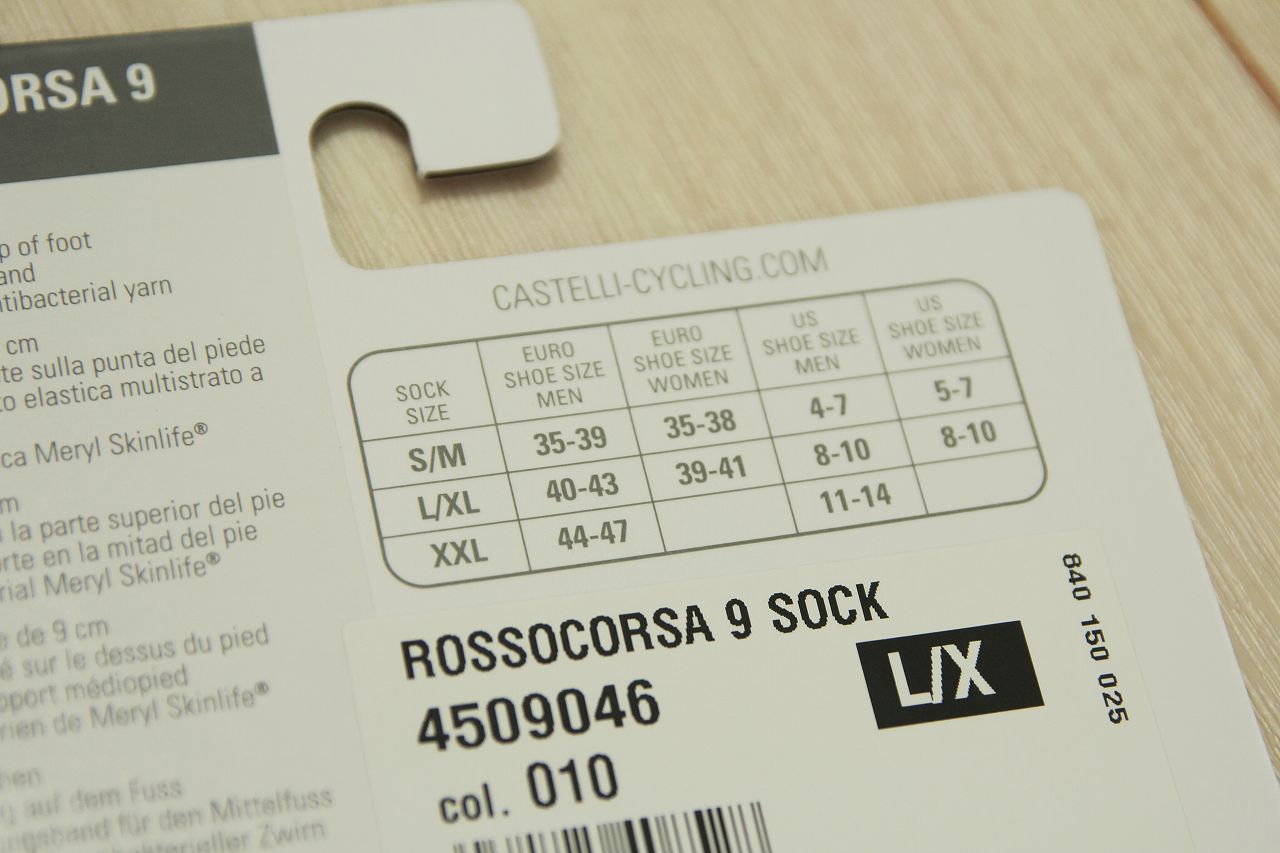 ORSA 9
p of foot
and
tibacterial yarn
cm
te sulla punta del piede
to elastica multistrato a
ca Meryl Skinlife®
m
la parte superior del pie
rte en la mitad del pie
rial Meryl Skinlife®
e de 9 cm
é sur le dessus du pied
pport médiopied
rien de Meryl Skinlife®
hen
auf dem Fuss
ungsband für den Mittelfuss
bakterieller Zwirn
CASTELLI-CYCLING.COM
SOCK SIZE EURO SHOE SIZE MEN EURO SHOE SIZE WOMEN US SHOE SIZE MEN US SHOE SIZE WOMEN
S/M 35-39 35-38 4-7 5-7
L/XL 40-43 39-41 8-10 8-10
XXL 44-47 11-14
ROSSOCORSA 9 SOCK
4509046
L/X
col. 010
840 150 025